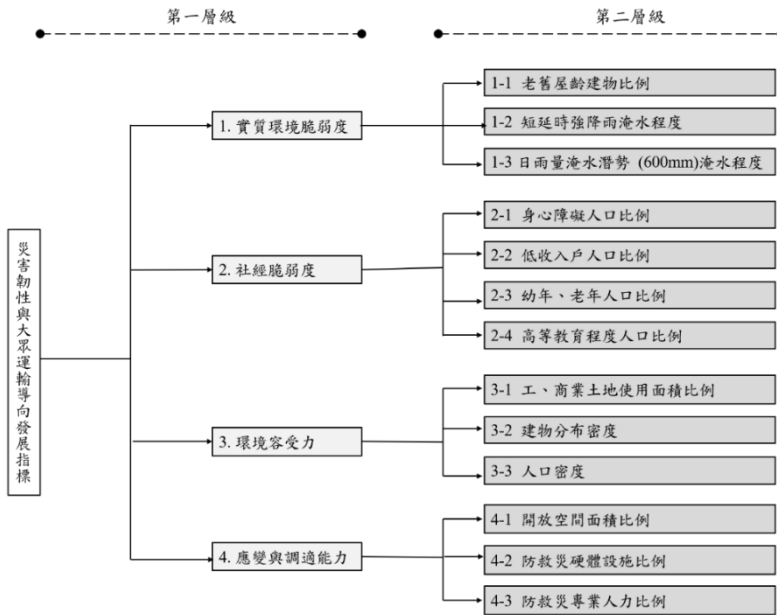 第一層級
第二層級
災害韌性與大眾運輸導向發展指標
1. 實質環境脆弱度
1-1 老舊屋齡建物比例
1-2 短延時強降雨淹水程度
1-3 日雨量淹水潛勢 (600mm)淹水程度
2. 社經脆弱度
2-1 身心障礙人口比例
2-2 低收入戶人口比例
2-3 幼年、老年人口比例
2-4 高等教育程度人口比例
3. 環境容受力
3-1 工、商業土地使用面積比例
3-2 建物分布密度
3-3 人口密度
4. 應變與調適能力
4-1 開放空間面積比例
4-2 防救災硬體設施比例
4-3 防救災專業人力比例